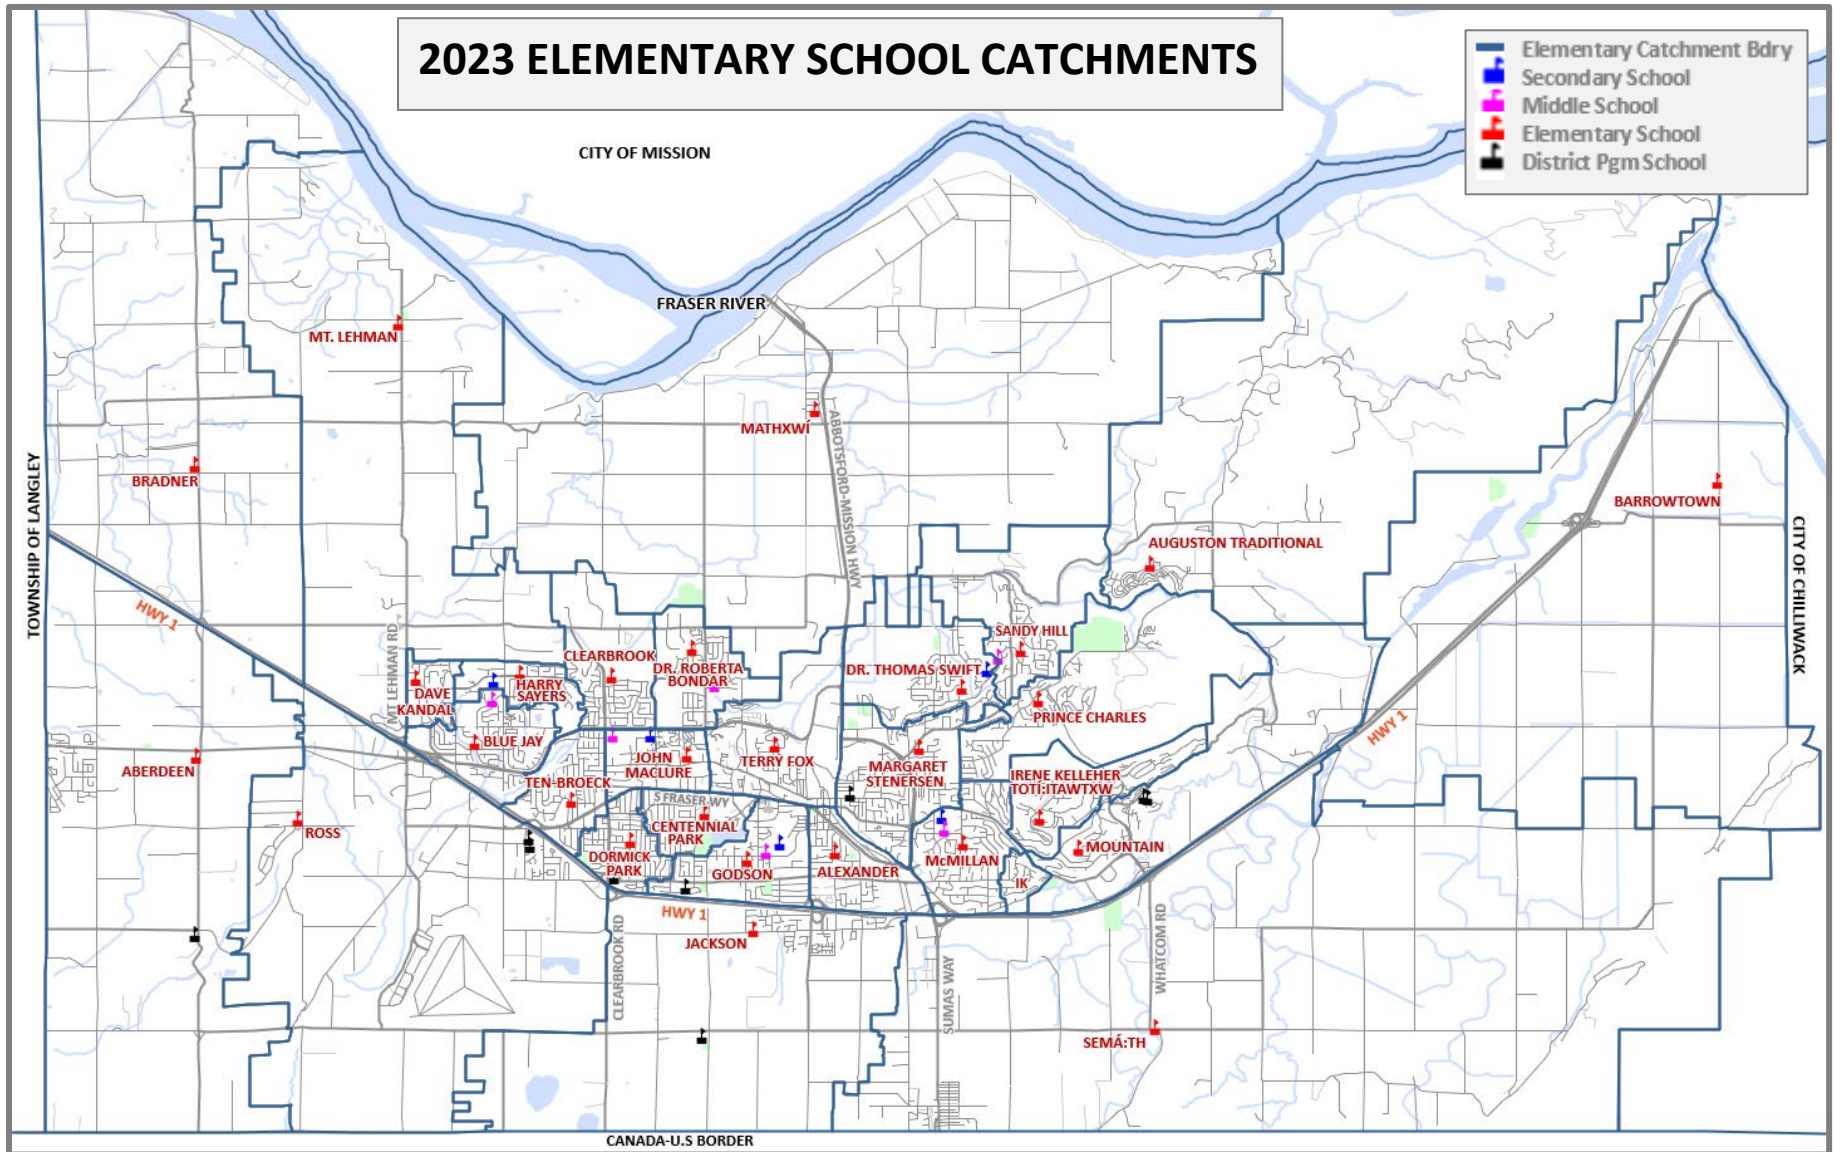 2023 ELEMENTARY SCHOOL CATCHMENTS
Elementary Catchment Bdry
Secondary School
Middle School
Elementary School
District Pgm School
CITY OF MISSION
FRASER RIVER
MT. LEHMAN
MATHXWÍ
ABBOTSFORD-MISSION HWY
BRADNER
BARROWTOWN
TOWNSHIP OF LANGLEY
CITY OF CHILLIWACK
AUGUSTON TRADITIONAL
HWY 1
MT LEHMAN RD
SANDY HILL
CLEARBROOK
DR. ROBERTA
BONDAR
DR. THOMAS SWIFT
HARRY
SAYERS
DAVE
KANDAL
PRINCE CHARLES
HWY 1
BLUE JAY
ABERDEEN
JOHN
MACLURE
TERRY FOX
MARGARET
STENERSEN
IRENE KELLEHER
TOTÍ:ITAWTXW
TEN-BROECK
S FRASER WY
CENTENNIAL
PARK
ROSS
DORMICK
PARK
GODSON
ALEXANDER
McMILLAN
MOUNTAIN
IK
HWY 1
CLEARBROOK RD
JACKSON
SUMAS WAY
WHATCOM RD
SEMÁ:TH
CANADA-U.S BORDER